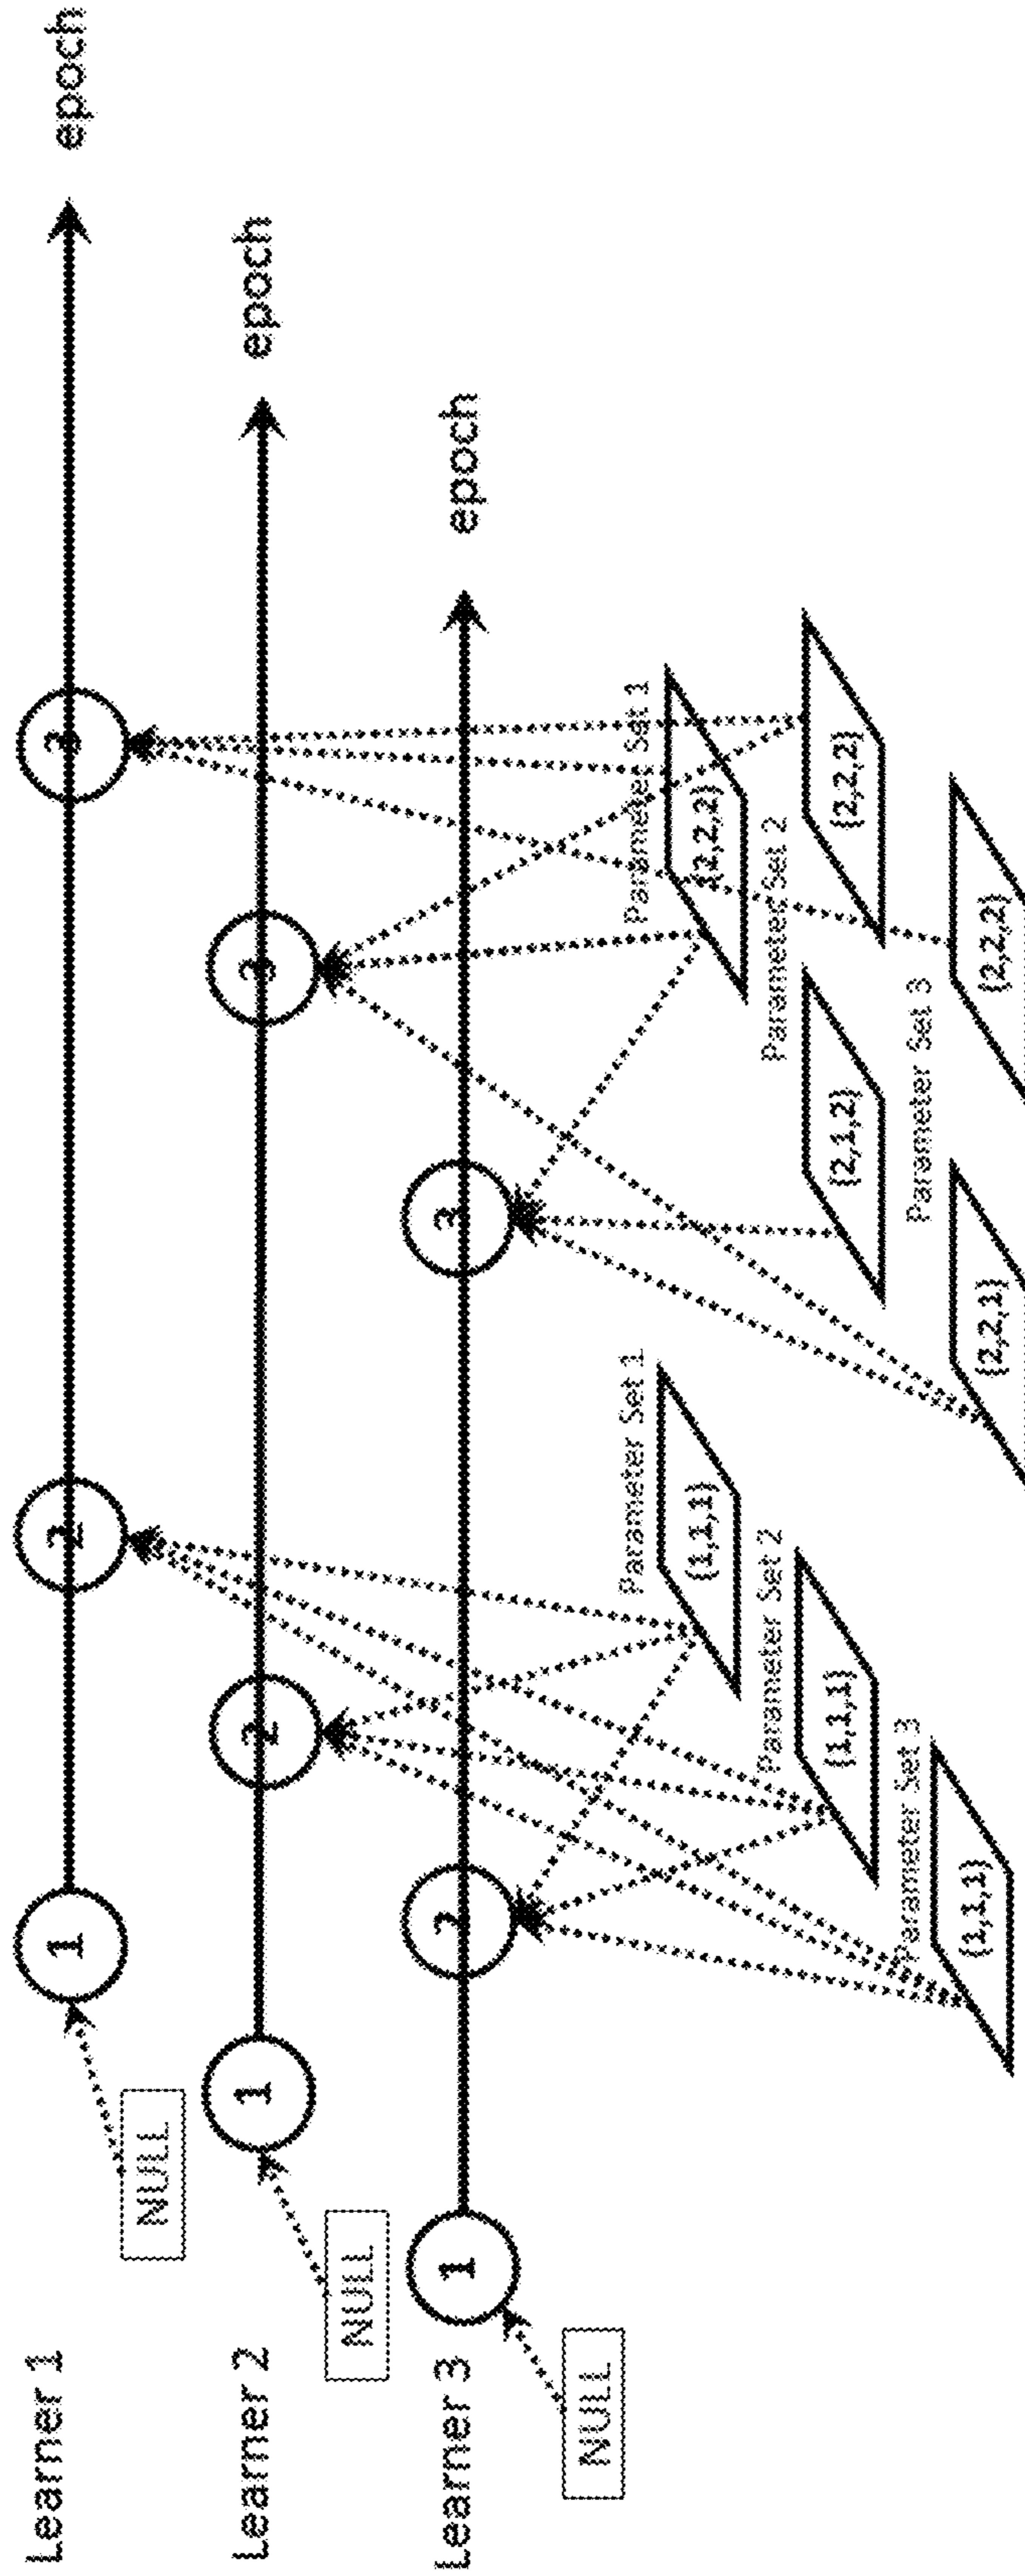 Learner 1
1
2
3
epoch
NULL
Learner 2
1
2
3
epoch
NULL
Learner 3
1
2
3
epoch
NULL
Parameter Set 1
{1,1,1}
Parameter Set 1
{2,2,2}
Parameter Set 2
{1,1,1}
Parameter Set 2
{2,1,2}
{2,2,2}
Parameter Set 3
{1,1,1}
Parameter Set 3
{2,2,1}
{2,2,2}